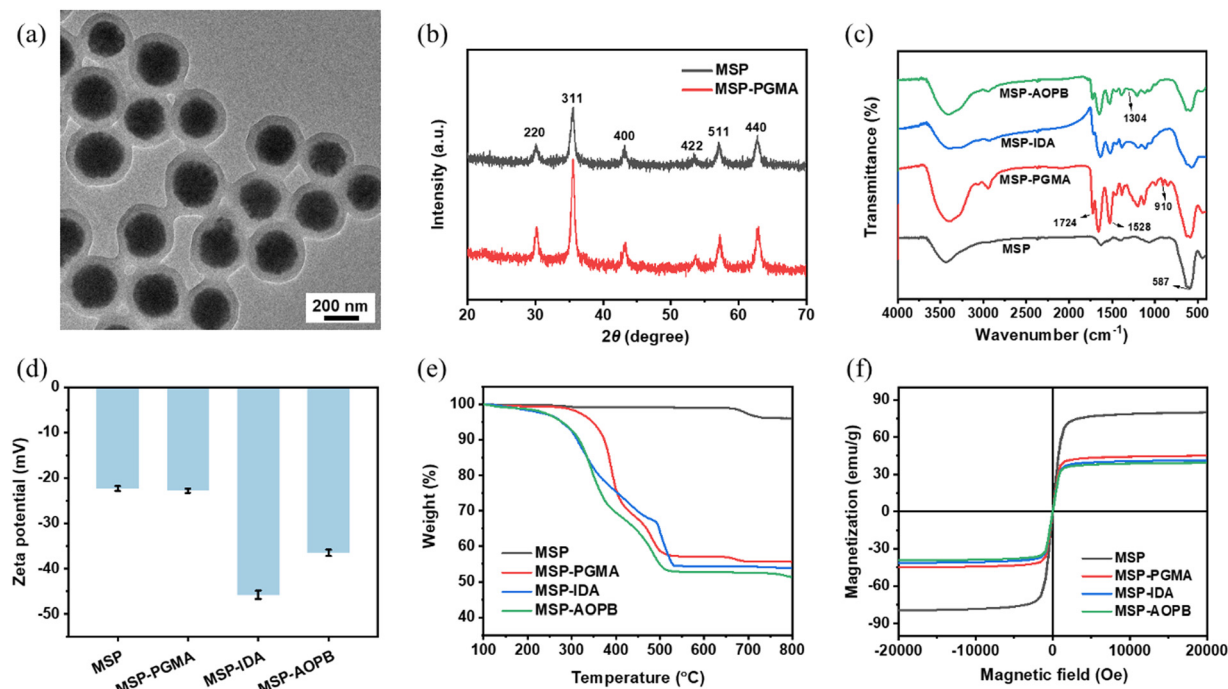 (a)
200 nm
(b)
MSP
MSP-PGMA
311
220
400
422
511
440
Intensity (a.u.)
20 30 40 50 60 70
2θ (degree)
(c)
MSP-AOPB
1304
MSP-IDA
MSP-PGMA
910
1724
1528
MSP
587
Transmittance (%)
4000 3500 3000 2500 2000 1500 1000 500
Wavenumber (cm⁻¹)
(d)
0
-10
-20
-30
-40
-50
Zeta potential (mV)
MSP MSP-PGMA MSP-IDA MSP-AOPB
(e)
100
90
80
70
60
50
40
30
Weight (%)
MSP
MSP-PGMA
MSP-IDA
MSP-AOPB
100 200 300 400 500 600 700 800
Temperature (°C)
(f)
90
60
30
0
-30
-60
-90
Magnetization (emu/g)
MSP
MSP-PGMA
MSP-IDA
MSP-AOPB
-20000 -10000 0 10000 20000
Magnetic field (Oe)